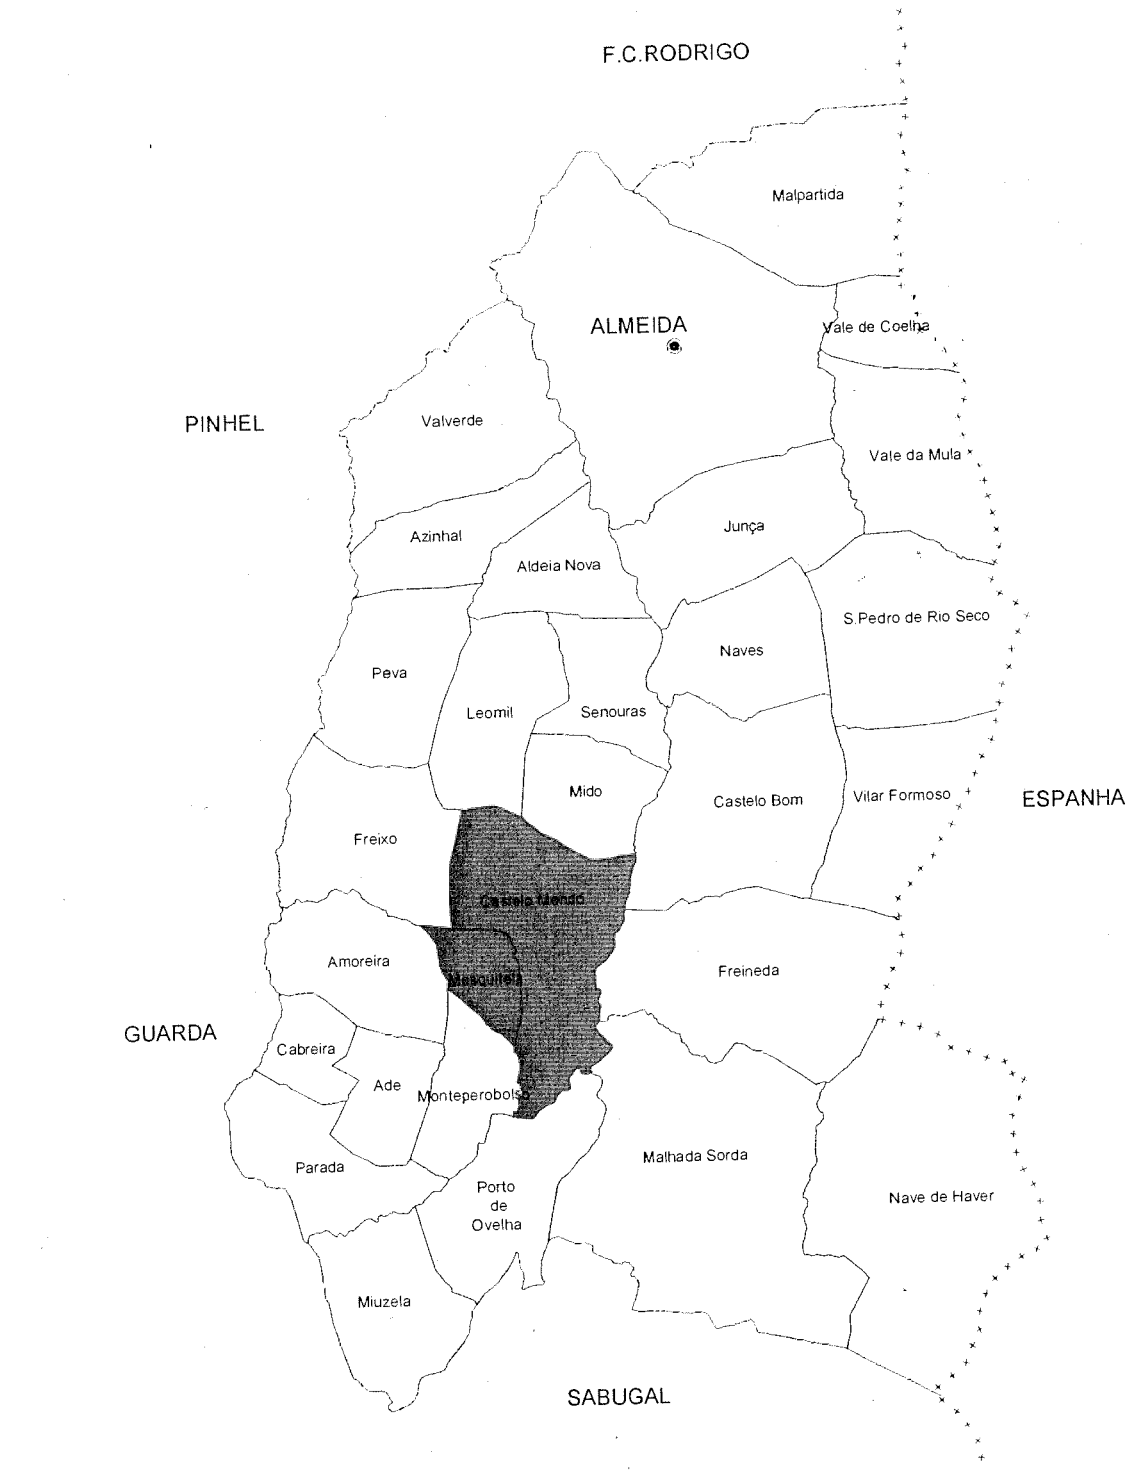 F.C.RODRIGO
Malpartida
ALMEIDA
Vale de Coelha
PINHEL
Valverde
Vale da Mula
Azinhal
Junça
Aldeia Nova
S.Pedro de Rio Seco
Naves
Peva
Leomil
Senouras
Mido
Castelo Bom
Vilar Formoso
ESPANHA
Freixo
Castelo Mendo
Amoreira
Mesquitela
Freineda
GUARDA
Cabreira
Ade
Monteperobolso
Malhada Sorda
Parada
Porto
de
Ovelha
Nave de Haver
Miuzela
SABUGAL